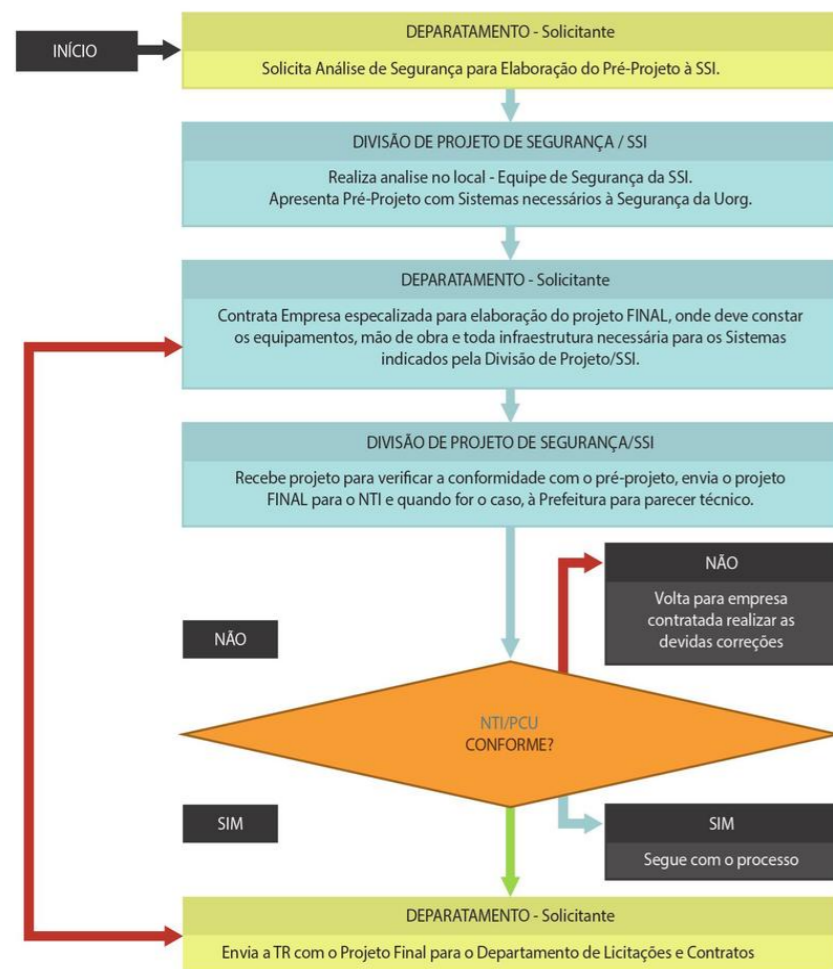 INÍCIO
DEPARATAMENTO - Solicitante
Solicita Análise de Segurança para Elaboração do Pré-Projeto à SSI.
DIVISÃO DE PROJETO DE SEGURANÇA / SSI
Realiza analise no local - Equipe de Segurança da SSI.
Apresenta Pré-Projeto com Sistemas necessários à Segurança da Uorg.
DEPARATAMENTO - Solicitante
Contrata Empresa especalizada para elaboração do projeto FINAL, onde deve constar
os equipamentos, mão de obra e toda infraestrutura necessária para os Sistemas
indicados pela Divisão de Projeto/SSI.
DIVISÃO DE PROJETO DE SEGURANÇA/SSI
Recebe projeto para verificar a conformidade com o pré-projeto, envia o projeto
FINAL para o NTI e quando for o caso, à Prefeitura para parecer técnico.
NÃO
Volta para empresa
contratada realizar as
devidas correções
NÃO
NTI/PCU
CONFORME?
SIM
SIM
Segue com o processo
DEPARATAMENTO - Solicitante
Envia a TR com o Projeto Final para o Departamento de Licitações e Contratos